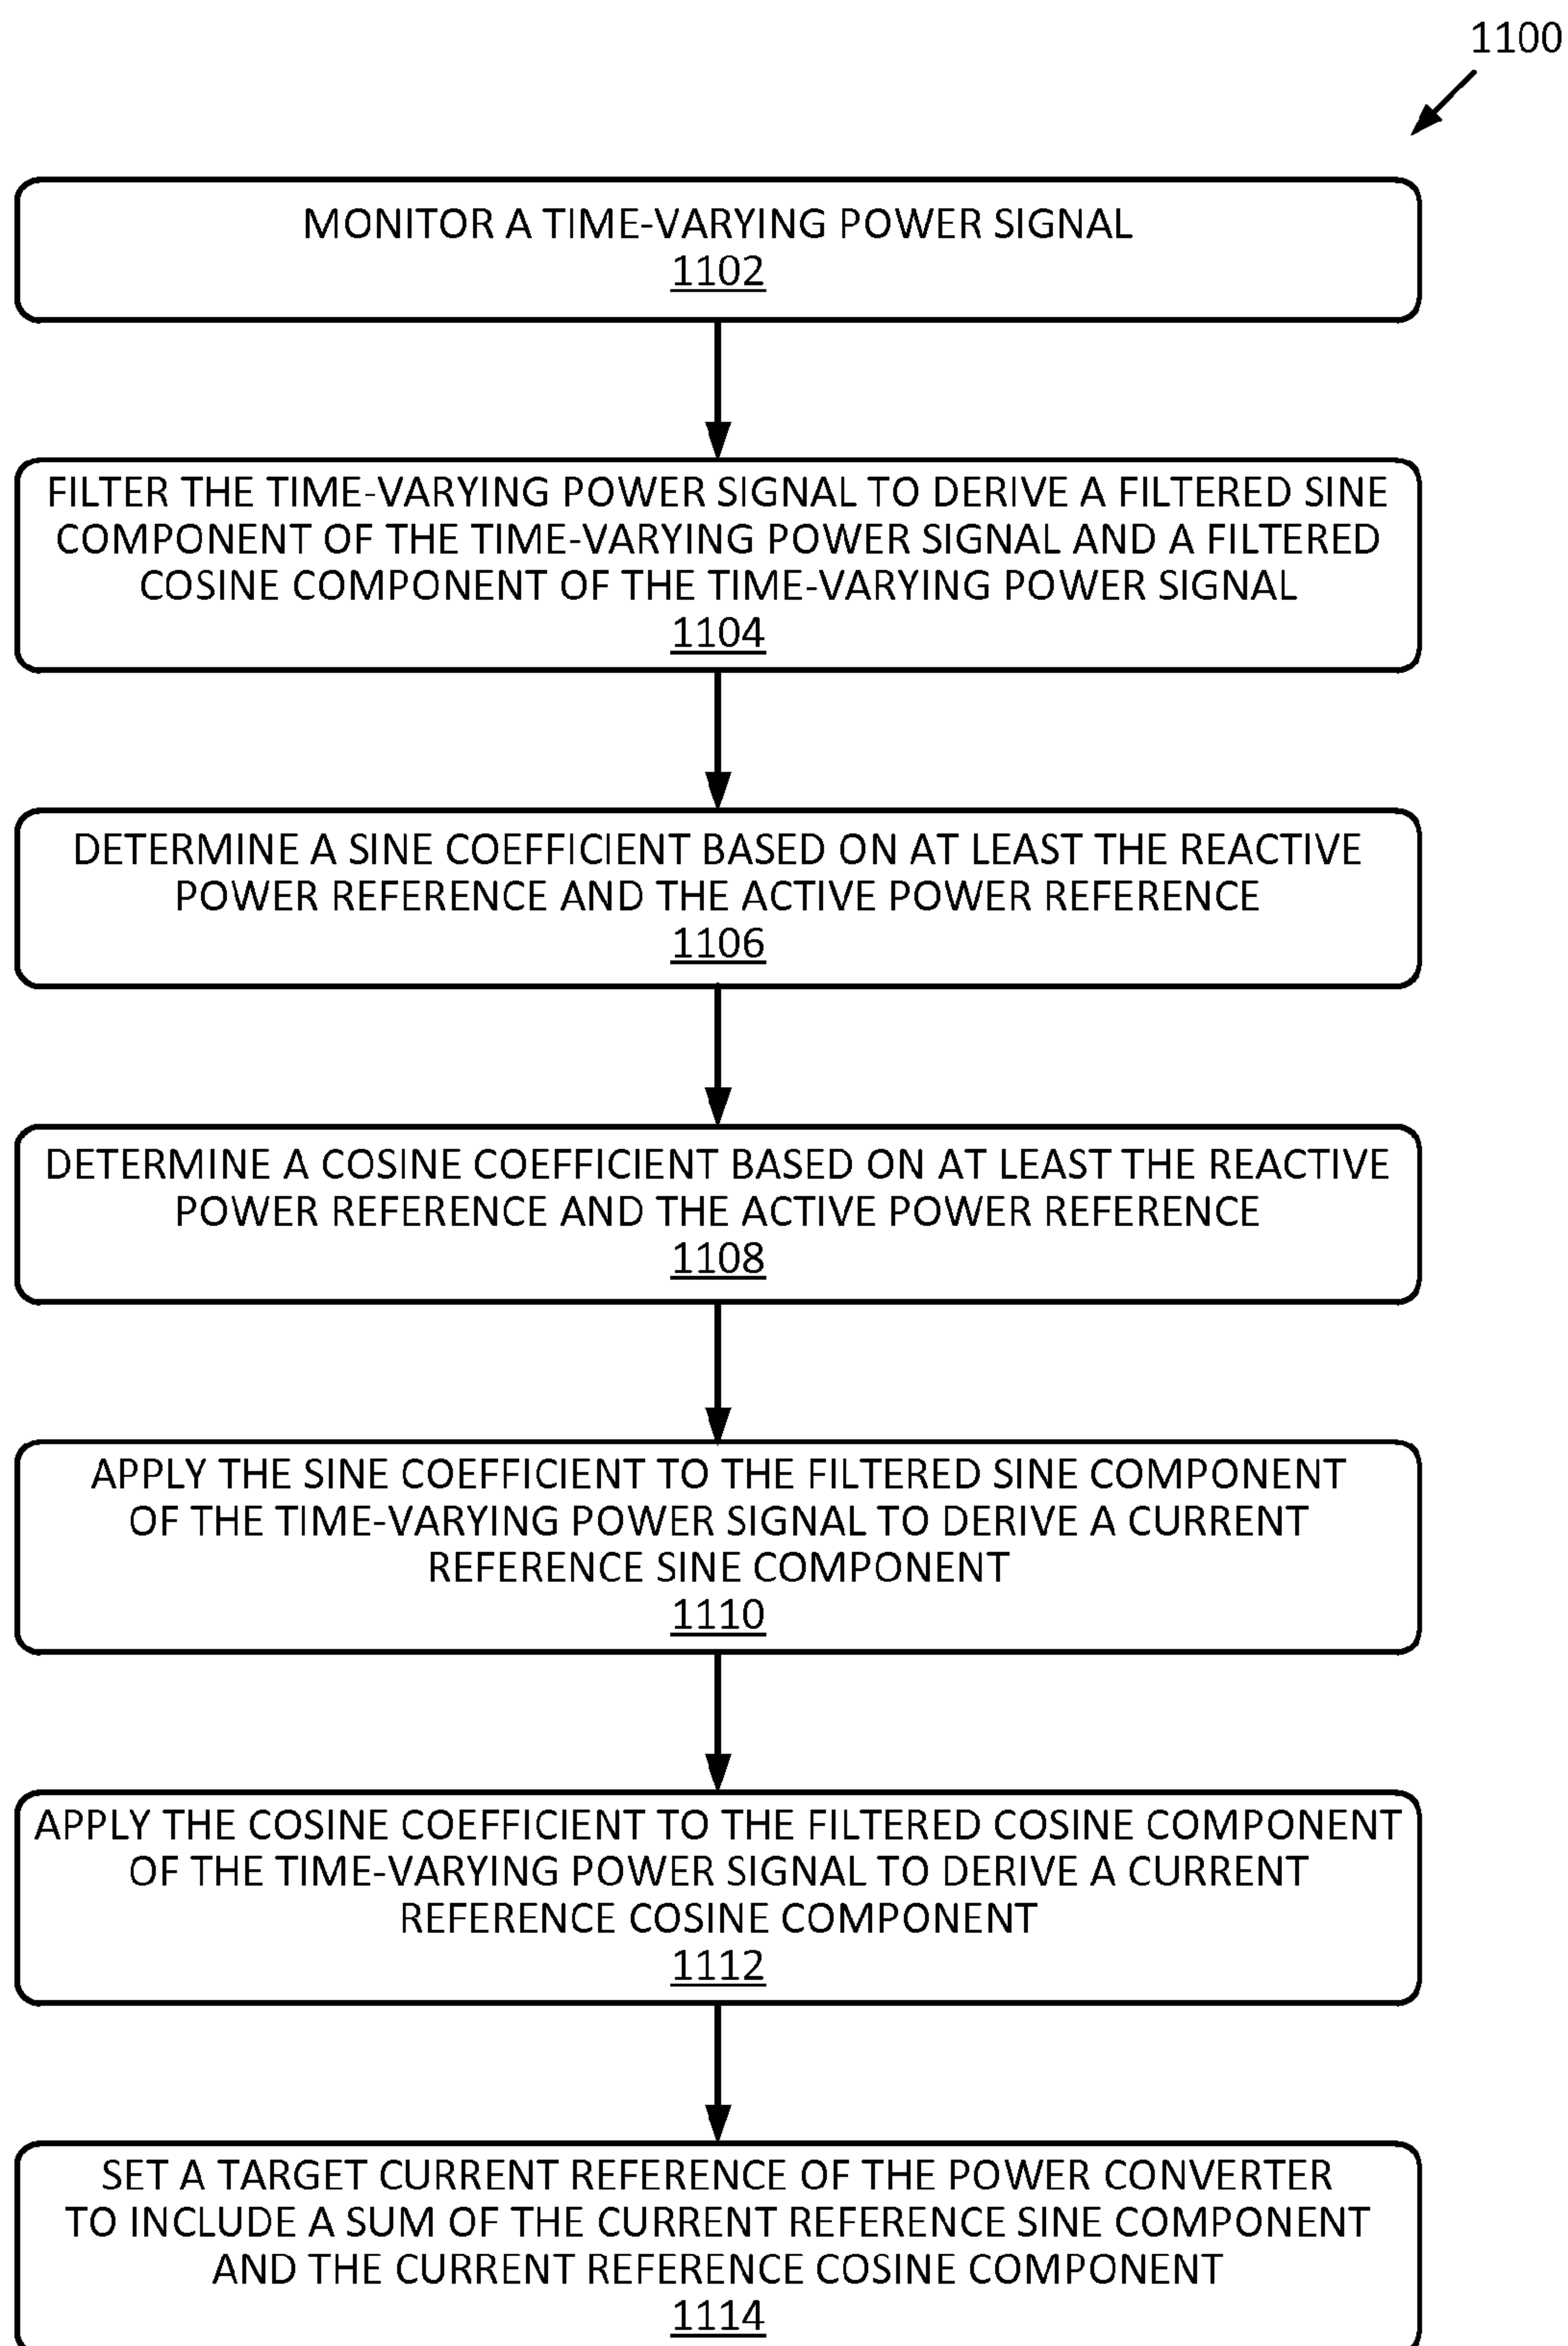 1100
MONITOR A TIME-VARYING POWER SIGNAL
1102
FILTER THE TIME-VARYING POWER SIGNAL TO DERIVE A FILTERED SINE
COMPONENT OF THE TIME-VARYING POWER SIGNAL AND A FILTERED
COSINE COMPONENT OF THE TIME-VARYING POWER SIGNAL
1104
DETERMINE A SINE COEFFICIENT BASED ON AT LEAST THE REACTIVE
POWER REFERENCE AND THE ACTIVE POWER REFERENCE
1106
DETERMINE A COSINE COEFFICIENT BASED ON AT LEAST THE REACTIVE
POWER REFERENCE AND THE ACTIVE POWER REFERENCE
1108
APPLY THE SINE COEFFICIENT TO THE FILTERED SINE COMPONENT
OF THE TIME-VARYING POWER SIGNAL TO DERIVE A CURRENT
REFERENCE SINE COMPONENT
1110
APPLY THE COSINE COEFFICIENT TO THE FILTERED COSINE COMPONENT
OF THE TIME-VARYING POWER SIGNAL TO DERIVE A CURRENT
REFERENCE COSINE COMPONENT
1112
SET A TARGET CURRENT REFERENCE OF THE POWER CONVERTER
TO INCLUDE A SUM OF THE CURRENT REFERENCE SINE COMPONENT
AND THE CURRENT REFERENCE COSINE COMPONENT
1114